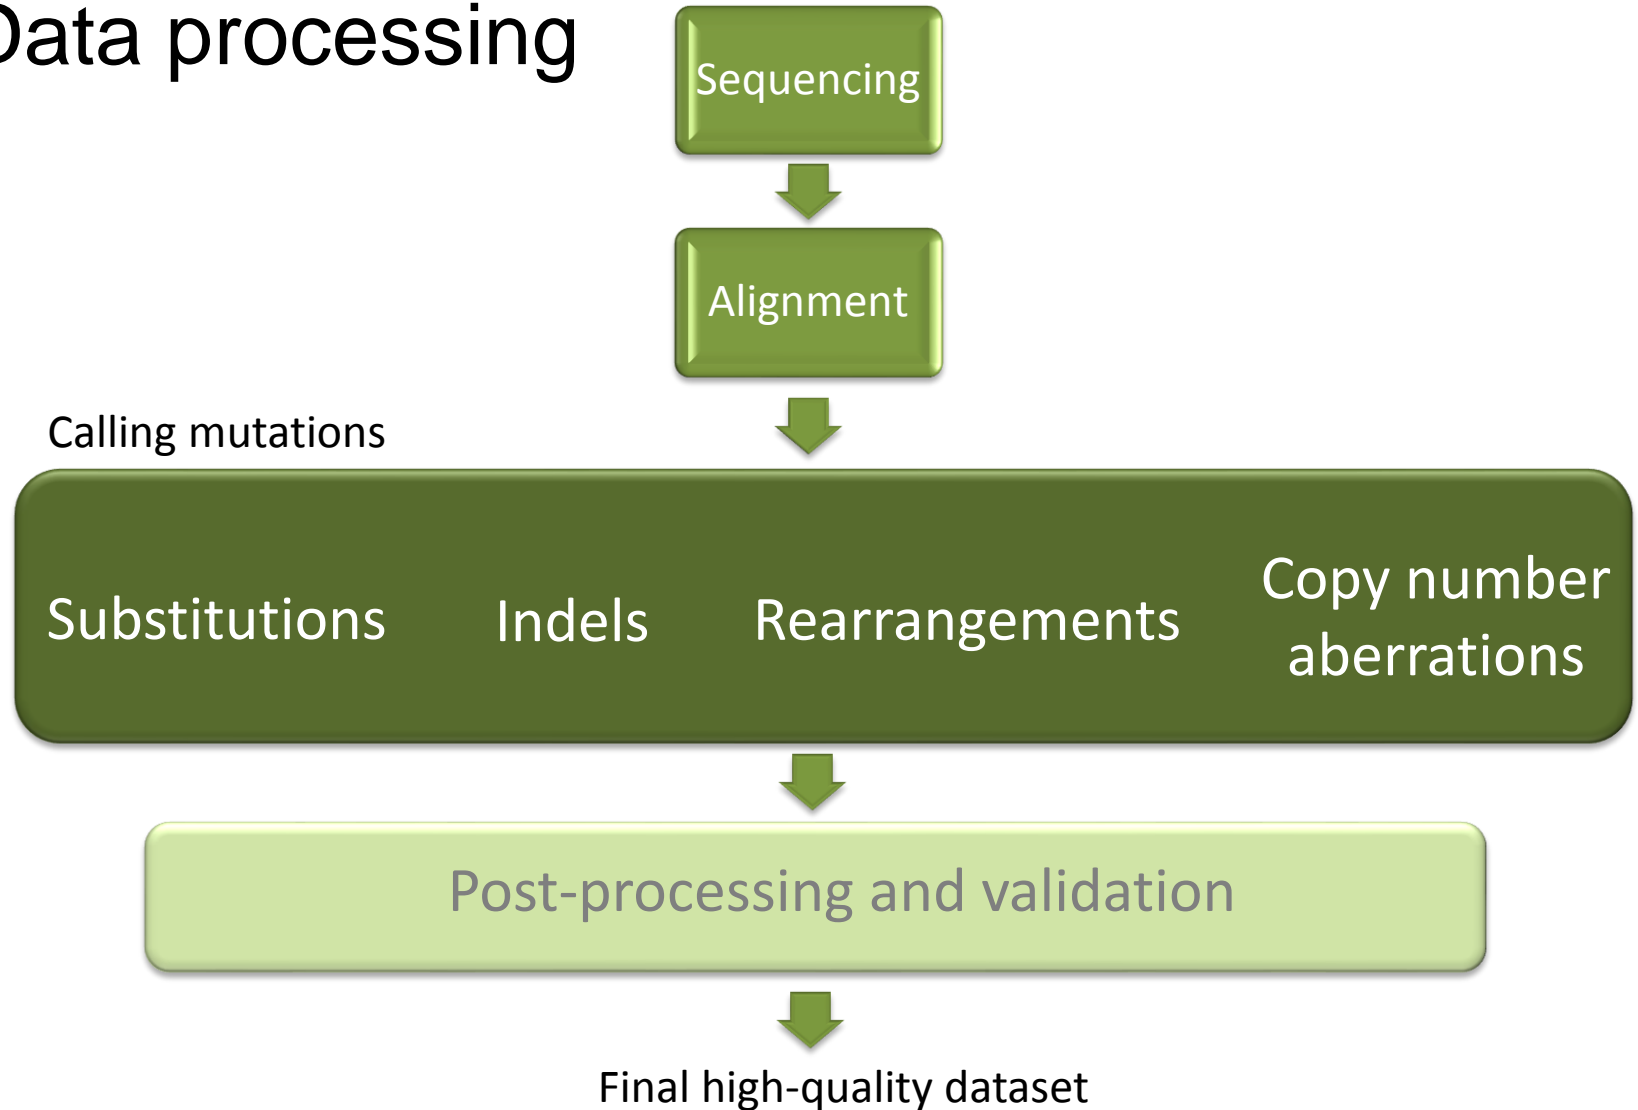 Data processing
Sequencing
Alignment
Calling mutations
Substitutions
Indels
Rearrangements
Copy number
aberrations
Post-processing and validation
Final high-quality dataset